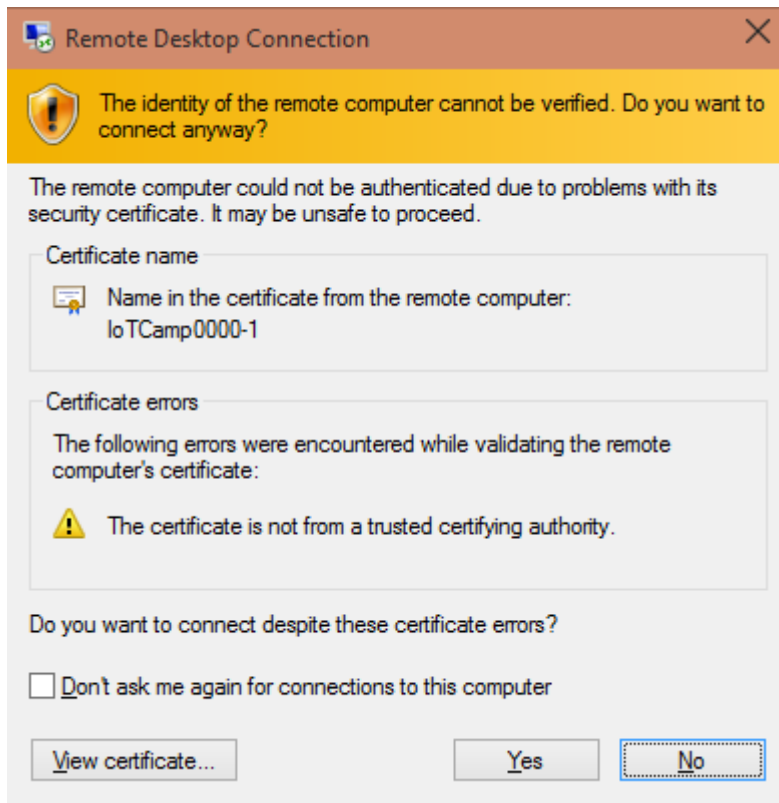 Remote Desktop Connection
The identity of the remote computer cannot be verified. Do you want to
connect anyway?
The remote computer could not be authenticated due to problems with its
security certificate. It may be unsafe to proceed.
Certificate name
Name in the certificate from the remote computer:
IoTCamp0000-1
Certificate errors
The following errors were encountered while validating the remote
computer's certificate:
The certificate is not from a trusted certifying authority.
Do you want to connect despite these certificate errors?
Don't ask me again for connections to this computer
View certificate... Yes No